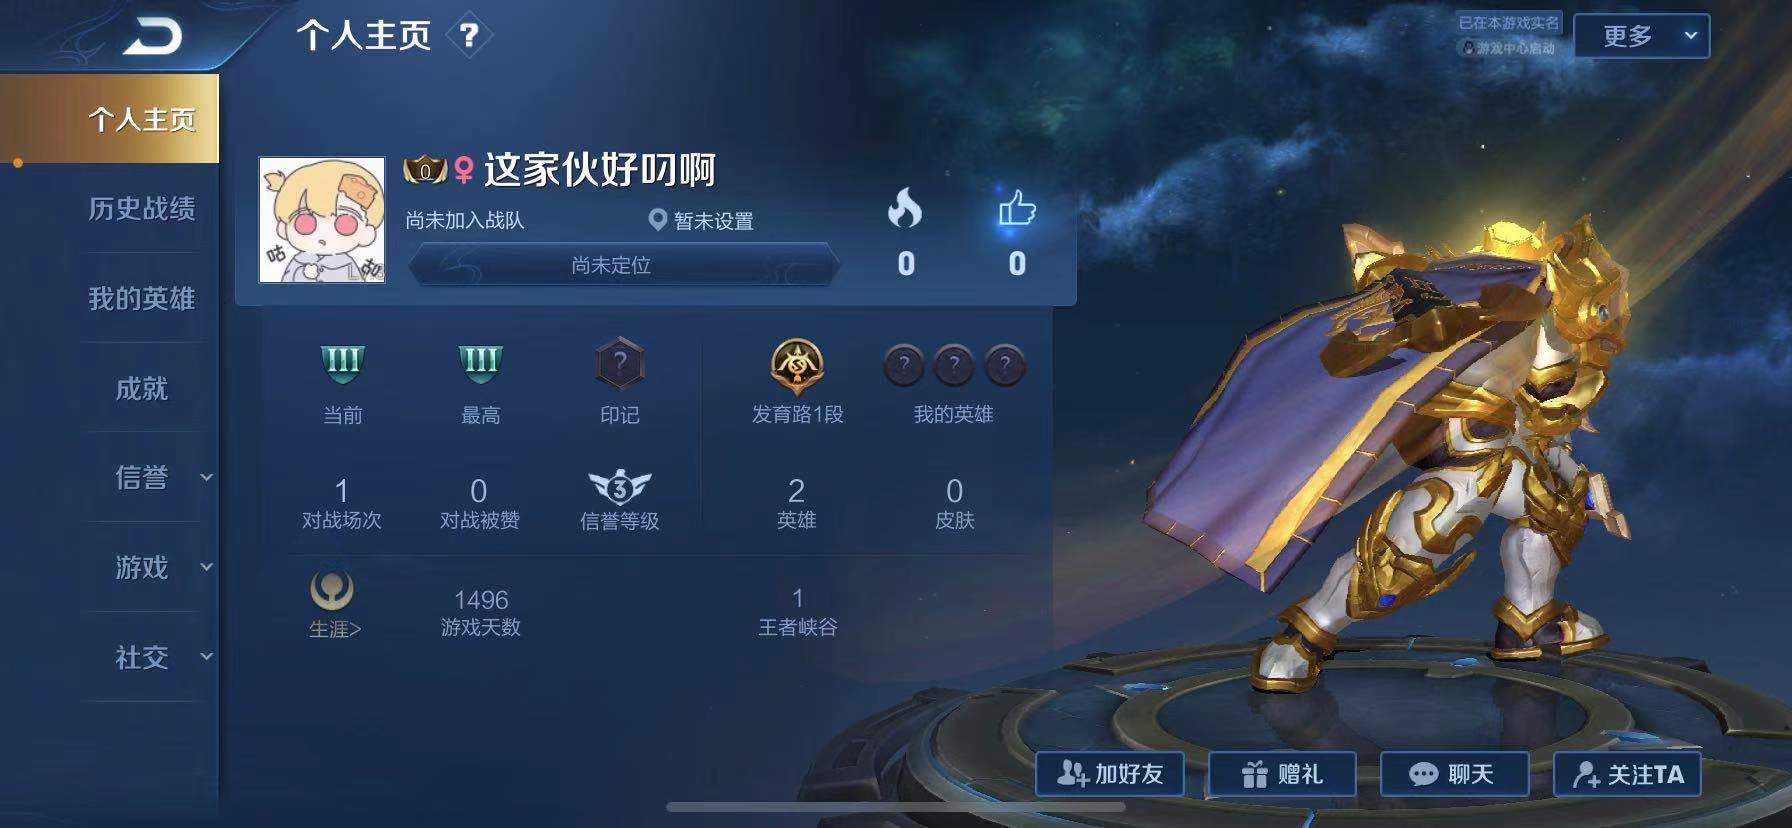 个人主页 ?
已在本游戏实名
游戏中心启动
更多
个人主页
历史战绩
我的英雄
成就
信誉
游戏
社交
咕
0 这家伙好叼啊
尚未加入战队 暂未设置
尚未定位
0 0
III III ? ? ? ?
当前 最高 印记 发育路1段 我的英雄
1 0 3 2 0
对战场次 对战被赞 信誉等级 英雄 皮肤
1496 1
生涯> 游戏天数 王者峡谷
加好友 赠礼 聊天 关注TA